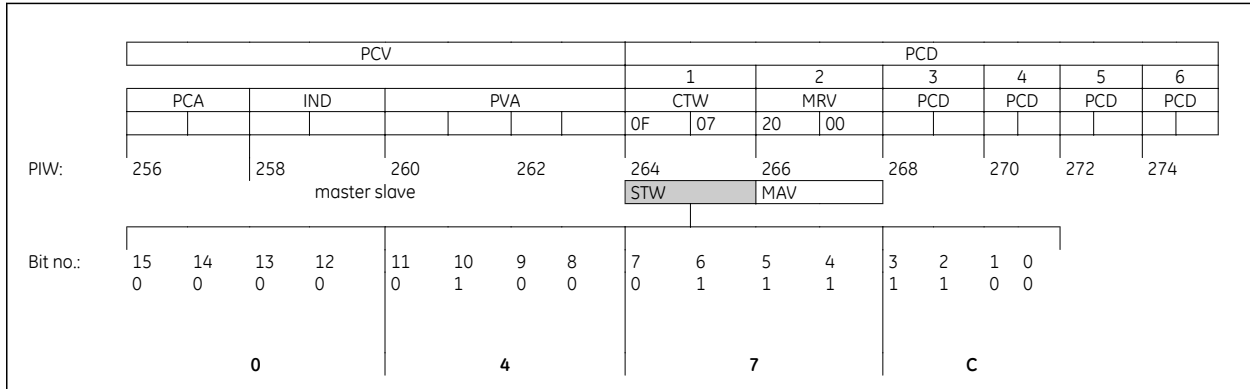 PCV PCD
1 2 3 4 5 6
PCA IND PVA CTW MRV PCD PCD PCD PCD
0F 07 20 00
PIW: 256 258 260 262 264 266 268 270 272 274
master slave STW MAV
Bit no.: 15 14 13 12 11 10 9 8 7 6 5 4 3 2 1 0
0 0 0 0 0 1 0 0 0 1 1 1 1 1 0 0
0 4 7 C